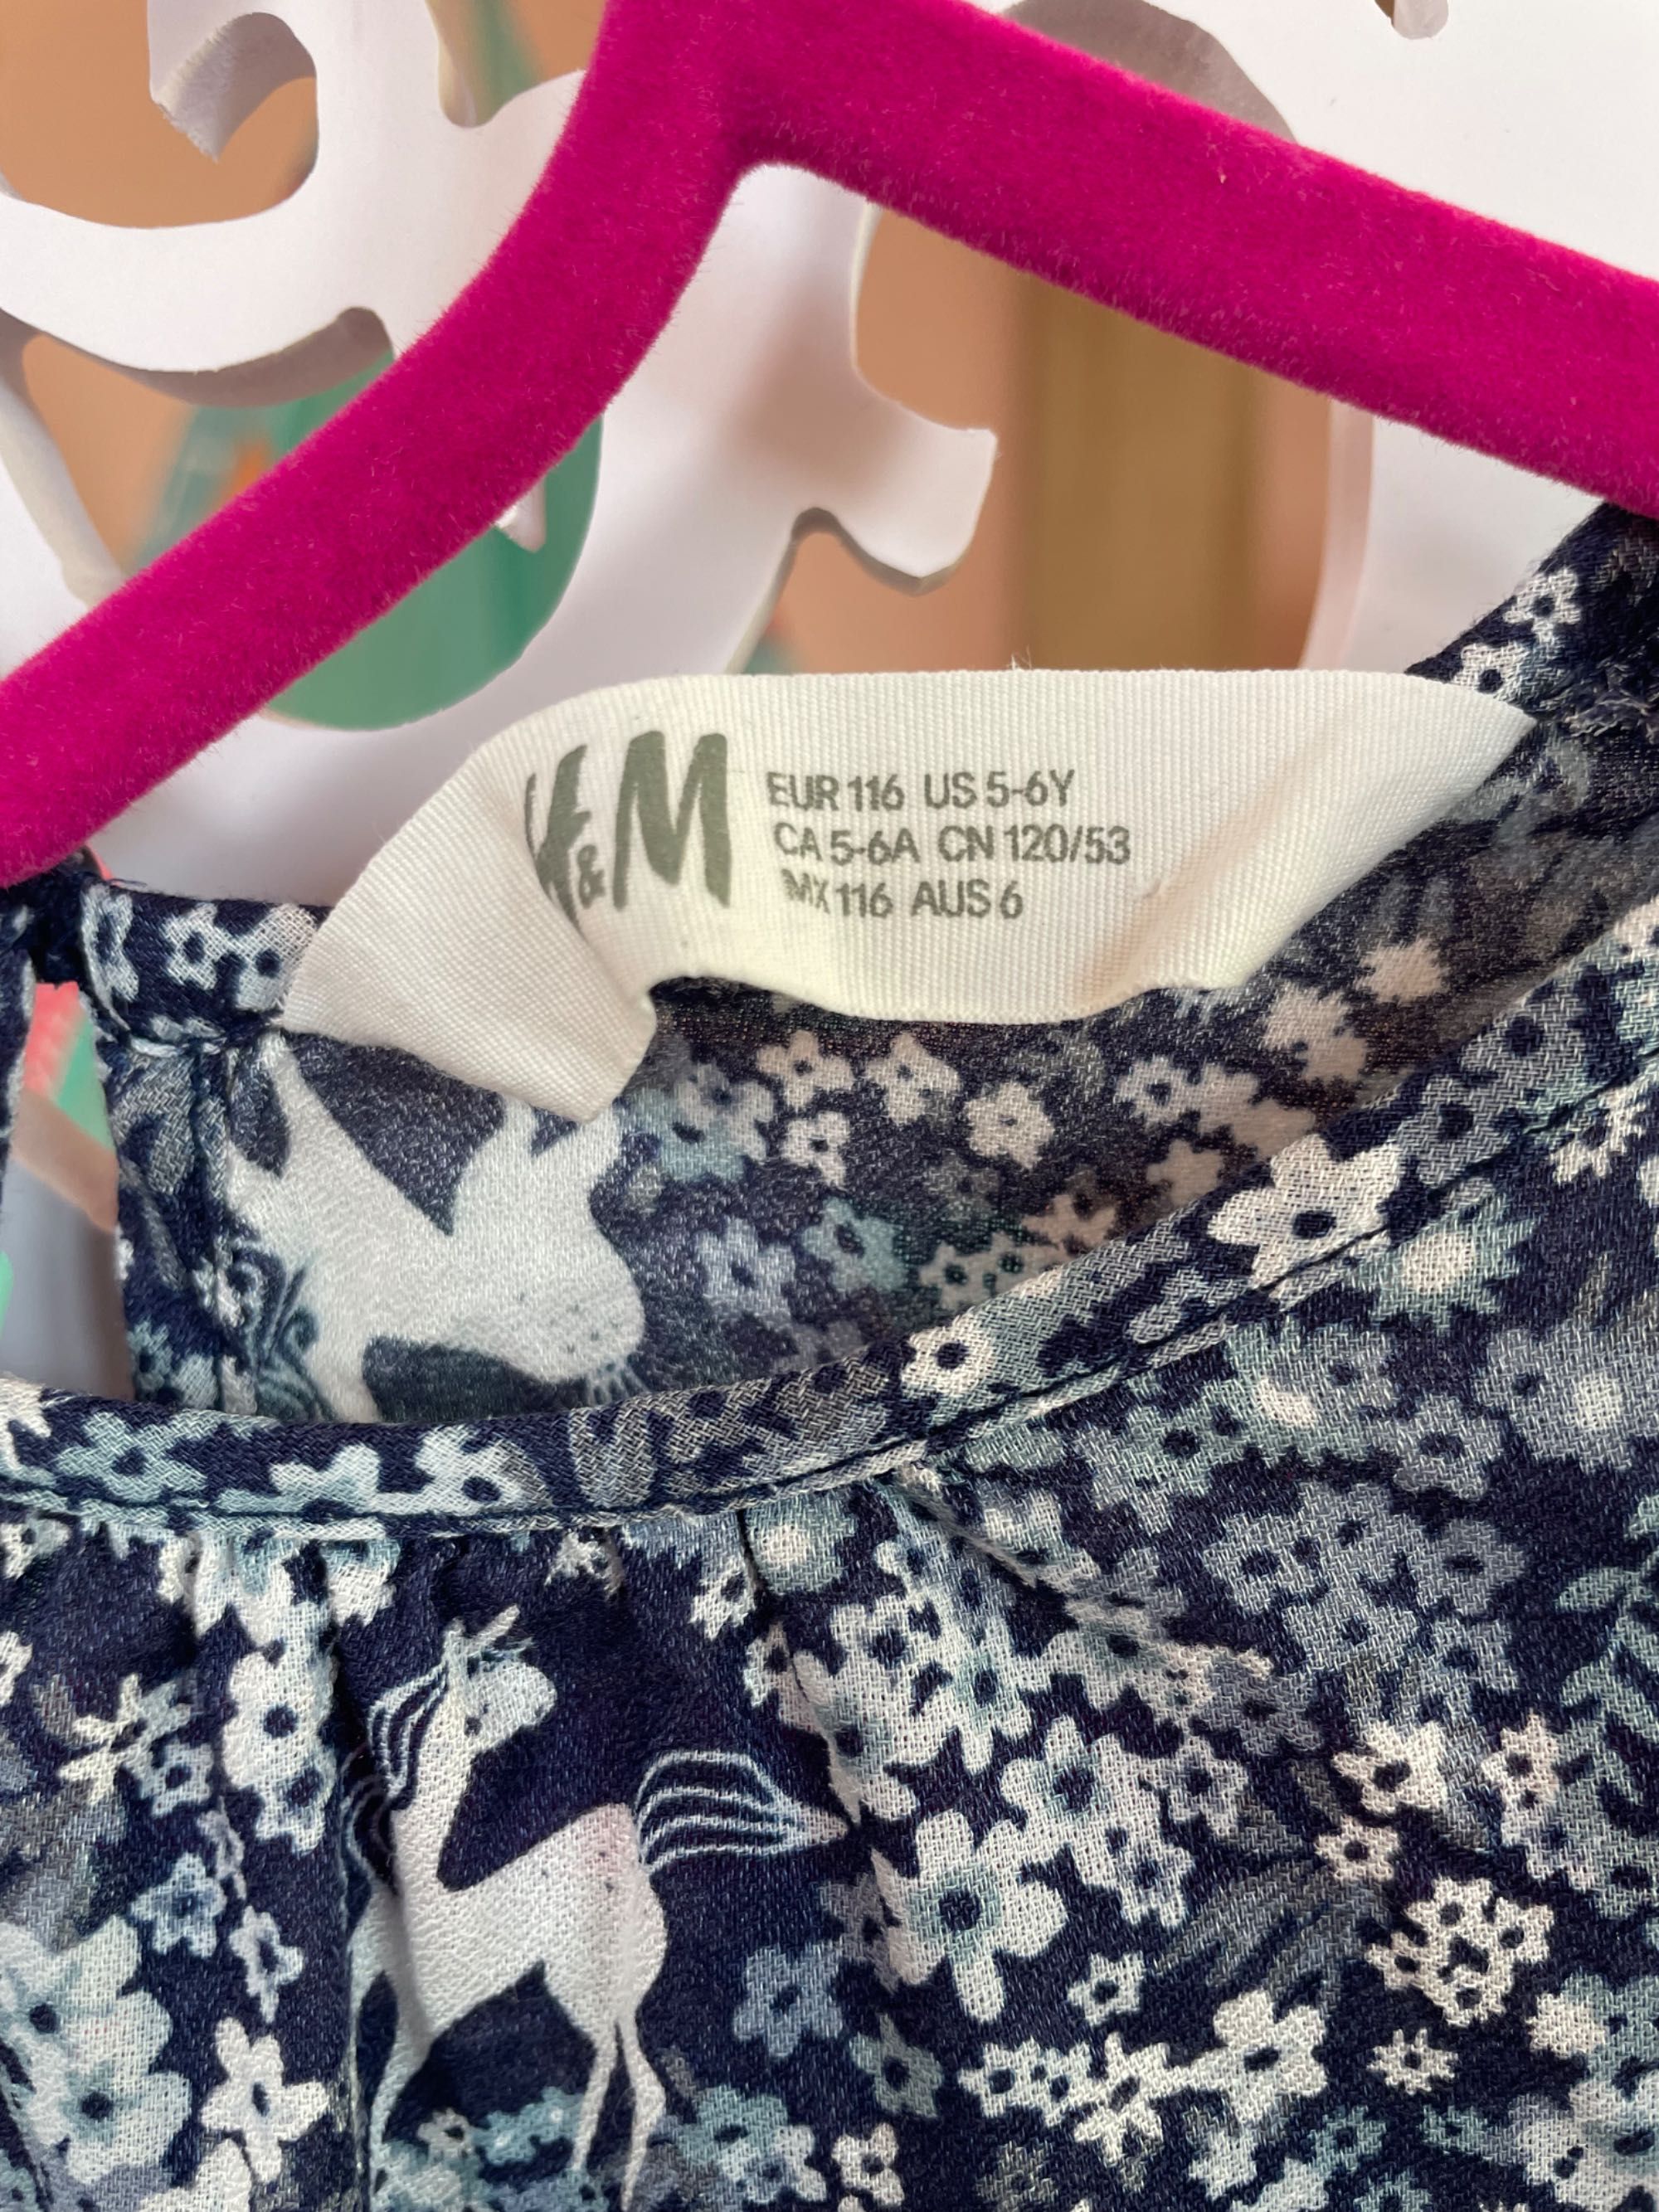 H&M
EUR 116 US 5-6Y
CA 5-6A CN 120/53
MX 116 AUS 6